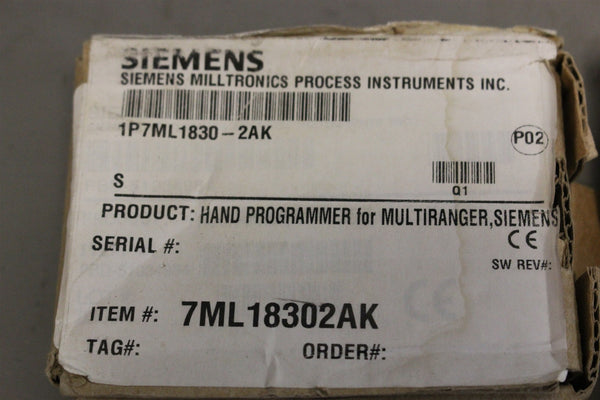 SIEMENS
SIEMENS MILLTRONICS PROCESS INSTRUMENTS INC.
1P7ML1830-2AK
P02
S
Q1
PRODUCT: HAND PROGRAMMER for MULTIRANGER,SIEMENS
SERIAL #:
CE
SW REV#:
ITEM #: 7ML18302AK
TAG#: ORDER#: